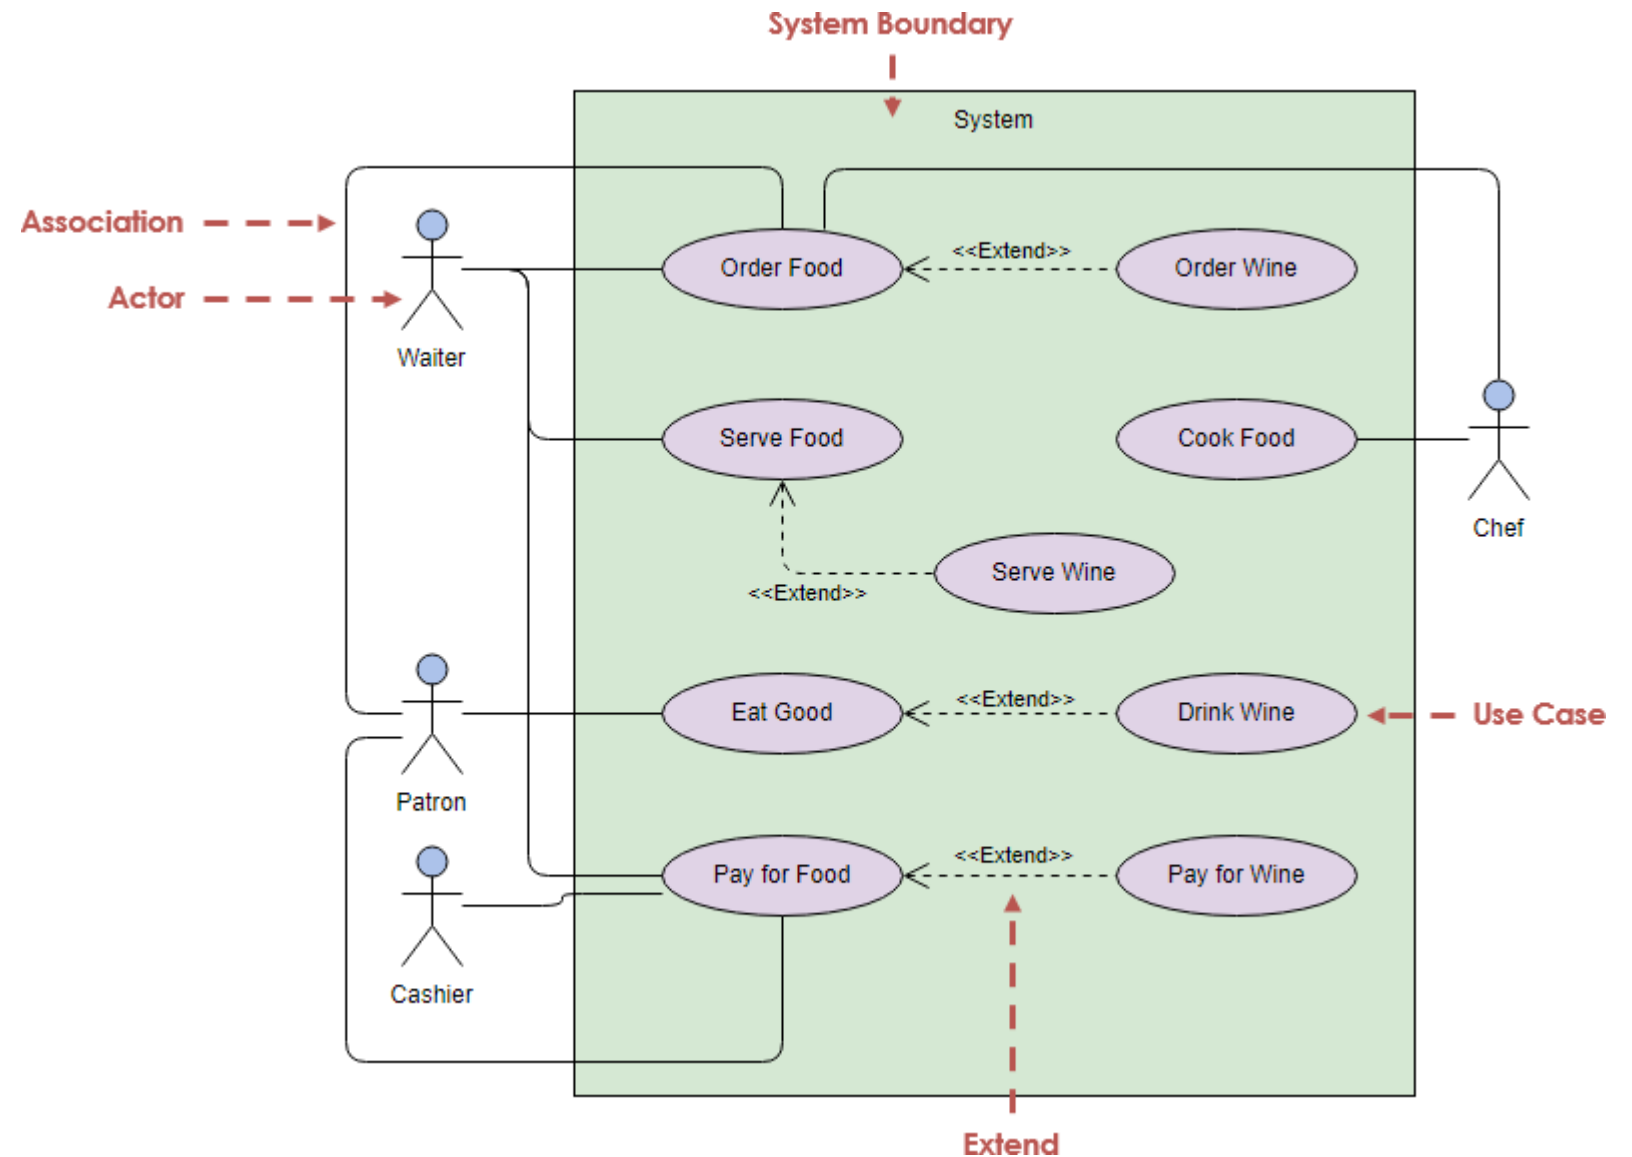 System Boundary
System
Association
Actor
Waiter
Order Food
<<Extend>>
Order Wine
Serve Food
Cook Food
Chef
Serve Wine
<<Extend>>
Patron
Eat Good
<<Extend>>
Drink Wine
Use Case
Cashier
Pay for Food
<<Extend>>
Pay for Wine
Extend